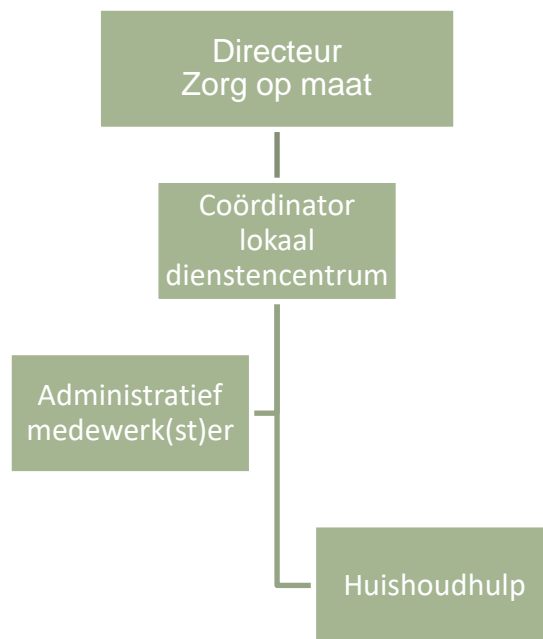 Directeur
Zorg op maat
Coördinator
lokaal
dienstencentrum
Administratief
medewerk(st)er
Huishoudhulp